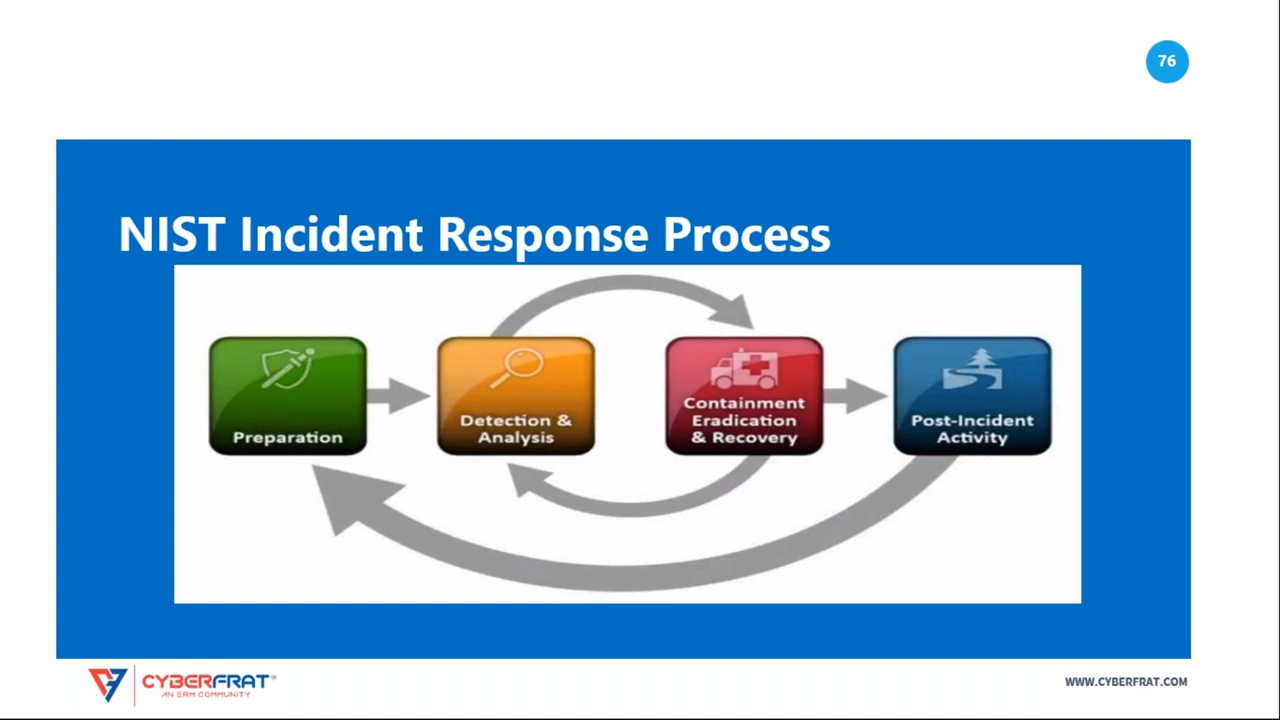 76
NIST Incident Response Process
Preparation
Detection &
Analysis
Containment
Eradication
& Recovery
Post-Incident
Activity
CYBERFRAT®
AN ERM COMMUNITY
WWW.CYBERFRAT.COM